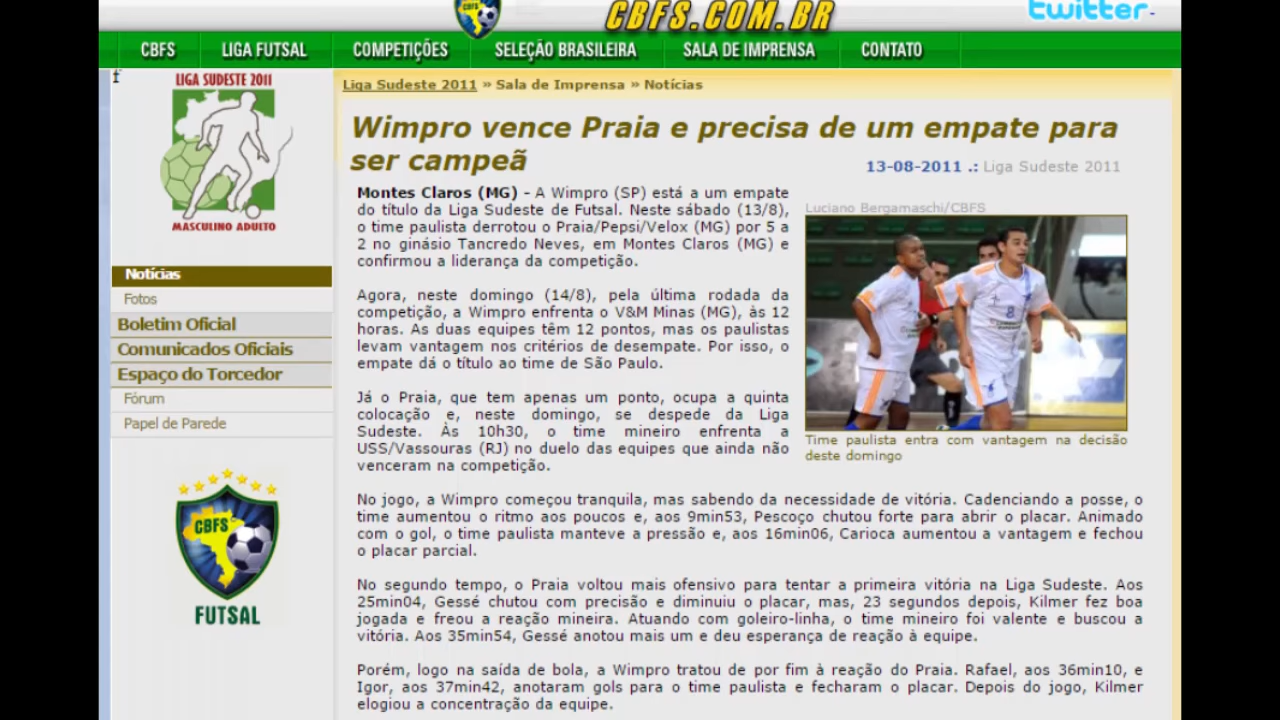 CBFS.COM.BR
twitter
CBFS LIGA FUTSAL COMPETIÇÕES SELEÇÃO BRASILEIRA SALA DE IMPRENSA CONTATO
f
LIGA SUDESTE 2011
MASCULINO ADULTO
Notícias
Fotos
Boletim Oficial
Comunicados Oficiais
Espaço do Torcedor
Fórum
Papel de Parede
CBFS
FUTSAL
Liga Sudeste 2011 » Sala de Imprensa » Notícias
Wimpro vence Praia e precisa de um empate para
ser campeã
13-08-2011 .: Liga Sudeste 2011
Montes Claros (MG) - A Wimpro (SP) está a um empate
do título da Liga Sudeste de Futsal. Neste sábado (13/8),
o time paulista derrotou o Praia/Pepsi/Velox (MG) por 5 a
2 no ginásio Tancredo Neves, em Montes Claros (MG) e
confirmou a liderança da competição.
Agora, neste domingo (14/8), pela última rodada da
competição, a Wimpro enfrenta o V&M Minas (MG), às 12
horas. As duas equipes têm 12 pontos, mas os paulistas
levam vantagem nos critérios de desempate. Por isso, o
empate dá o título ao time de São Paulo.
Já o Praia, que tem apenas um ponto, ocupa a quinta
colocação e, neste domingo, se despede da Liga
Sudeste. Às 10h30, o time mineiro enfrenta a
USS/Vassouras (RJ) no duelo das equipes que ainda não
venceram na competição.
Luciano Bergamaschi/CBFS
8
Time paulista entra com vantagem na decisão
deste domingo
No jogo, a Wimpro começou tranquila, mas sabendo da necessidade de vitória. Cadenciando a posse, o
time aumentou o ritmo aos poucos e, aos 9min53, Pescoço chutou forte para abrir o placar. Animado
com o gol, o time paulista manteve a pressão e, aos 16min06, Carioca aumentou a vantagem e fechou
o placar parcial.
No segundo tempo, o Praia voltou mais ofensivo para tentar a primeira vitória na Liga Sudeste. Aos
25min04, Gessé chutou com precisão e diminuiu o placar, mas, 23 segundos depois, Kilmer fez boa
jogada e freou a reação mineira. Atuando com goleiro-linha, o time mineiro foi valente e buscou a
vitória. Aos 35min54, Gessé anotou mais um e deu esperança de reação à equipe.
Porém, logo na saída de bola, a Wimpro tratou de por fim à reação do Praia. Rafael, aos 36min10, e
Igor, aos 37min42, anotaram gols para o time paulista e fecharam o placar. Depois do jogo, Kilmer
elogiou a concentração da equipe.